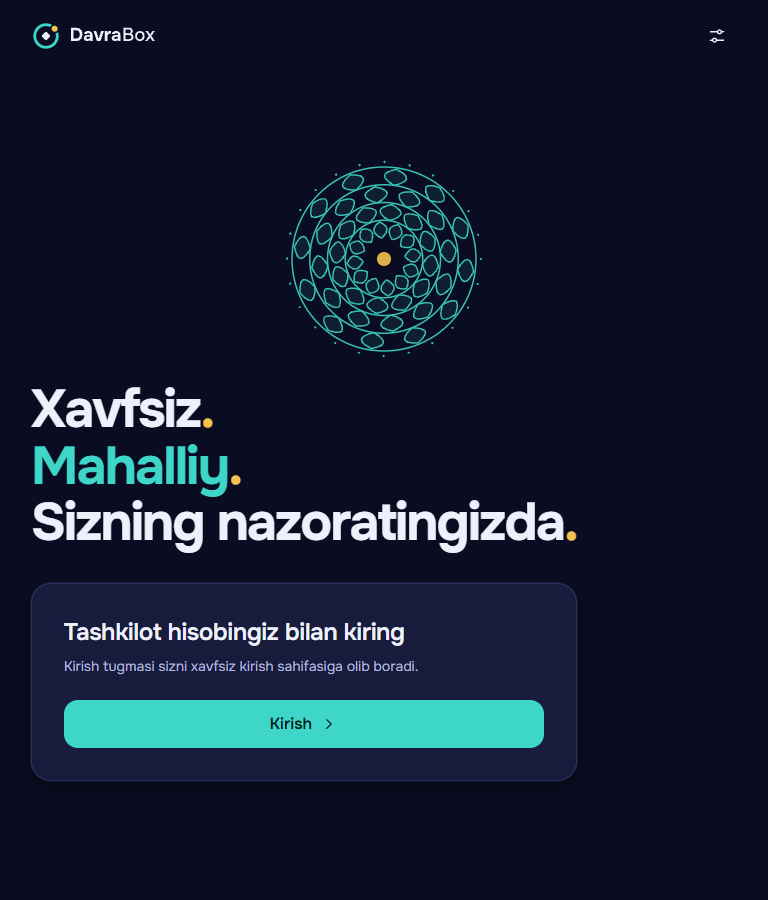 DavraBox
Xavfsiz.
Mahalliy.
Sizning nazoratingizda.
Tashkilot hisobingiz bilan kiring
Kirish tugmasi sizni xavfsiz kirish sahifasiga olib boradi.
Kirish